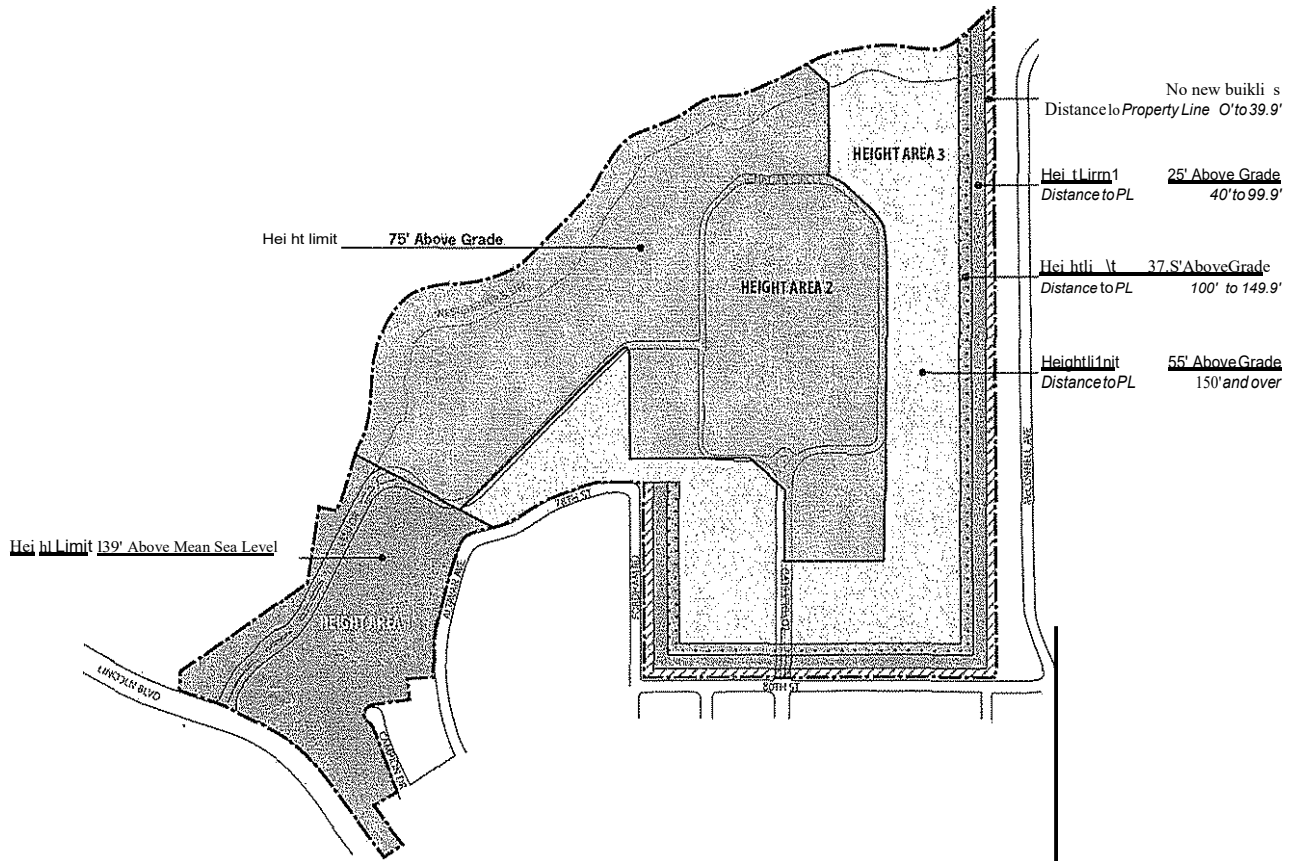 No new buikli s
Distance lo Property Line O' to 39.9'
HEIGHT AREA 3
Hei t Lirrn1 25' Above Grade
Distance to PL 40' to 99.9'
Hei ht limit 75' Above Grade
HEIGHT AREA 2
Hei htli \t 37.S' Above Grade
Distance to PL 100' to 149.9'
Heightli1nit 55' Above Grade
Distance to PL 150' and over
78TH ST
Hei hl Limit l39' Above Mean Sea Level
HEIGHT AREA
LINCOLN BLVD
80TH ST